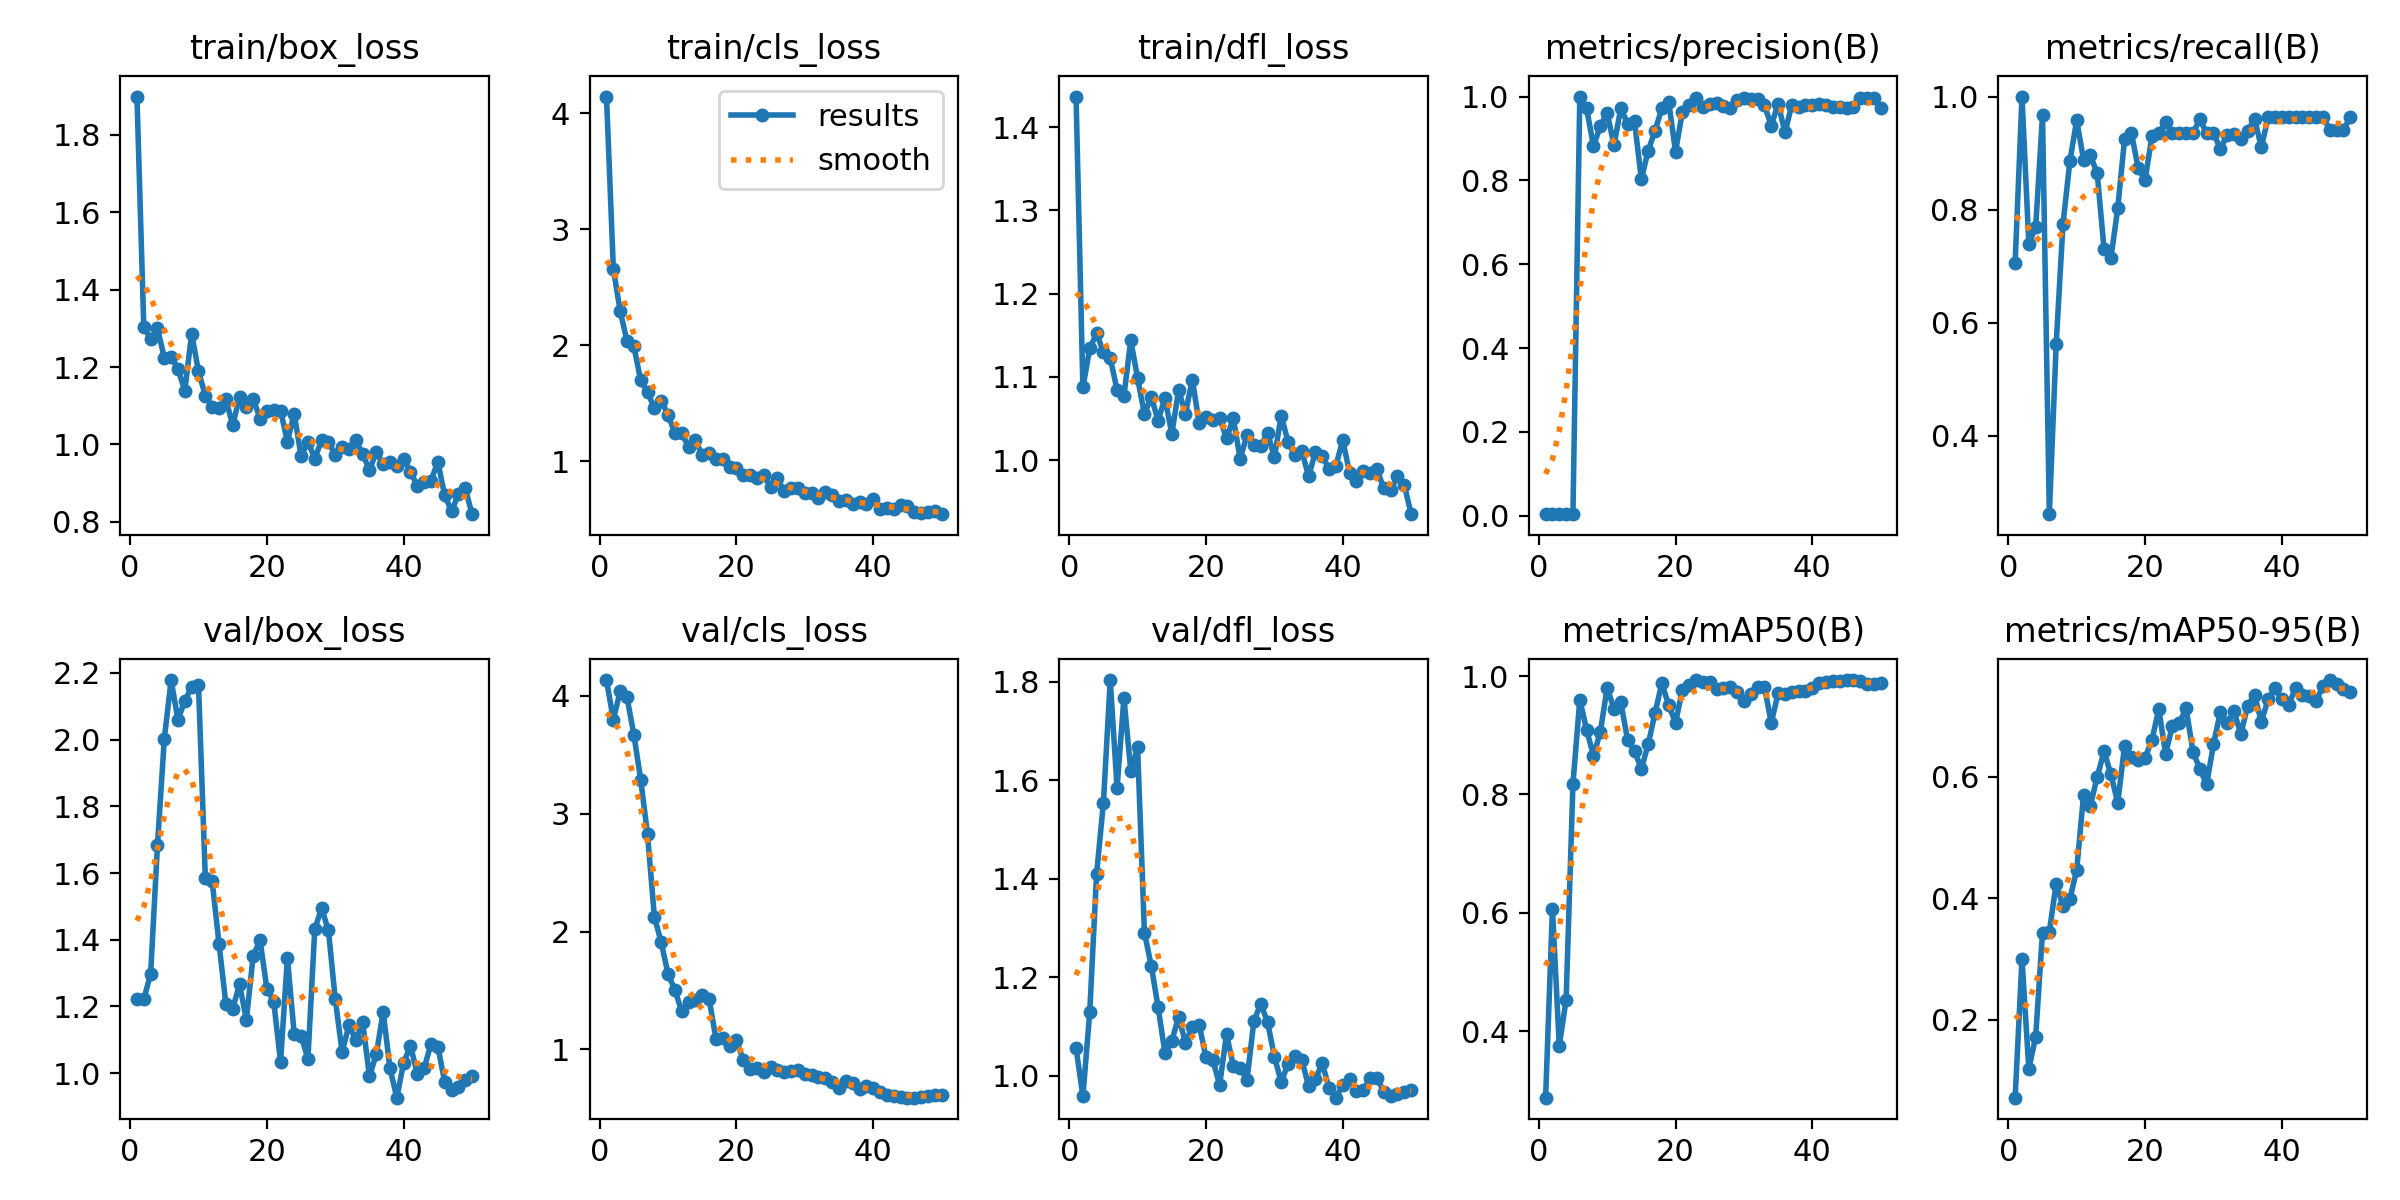 train/box_loss
1.8
1.6
1.4
1.2
1.0
0.8
0 20 40
train/cls_loss
results
smooth
4
3
2
1
0 20 40
train/dfl_loss
1.4
1.3
1.2
1.1
1.0
0 20 40
metrics/precision(B)
1.0
0.8
0.6
0.4
0.2
0.0
0 20 40
metrics/recall(B)
1.0
0.8
0.6
0.4
0 20 40
val/box_loss
2.2
2.0
1.8
1.6
1.4
1.2
1.0
0 20 40
val/cls_loss
4
3
2
1
0 20 40
val/dfl_loss
1.8
1.6
1.4
1.2
1.0
0 20 40
metrics/mAP50(B)
1.0
0.8
0.6
0.4
0 20 40
metrics/mAP50-95(B)
0.6
0.4
0.2
0 20 40